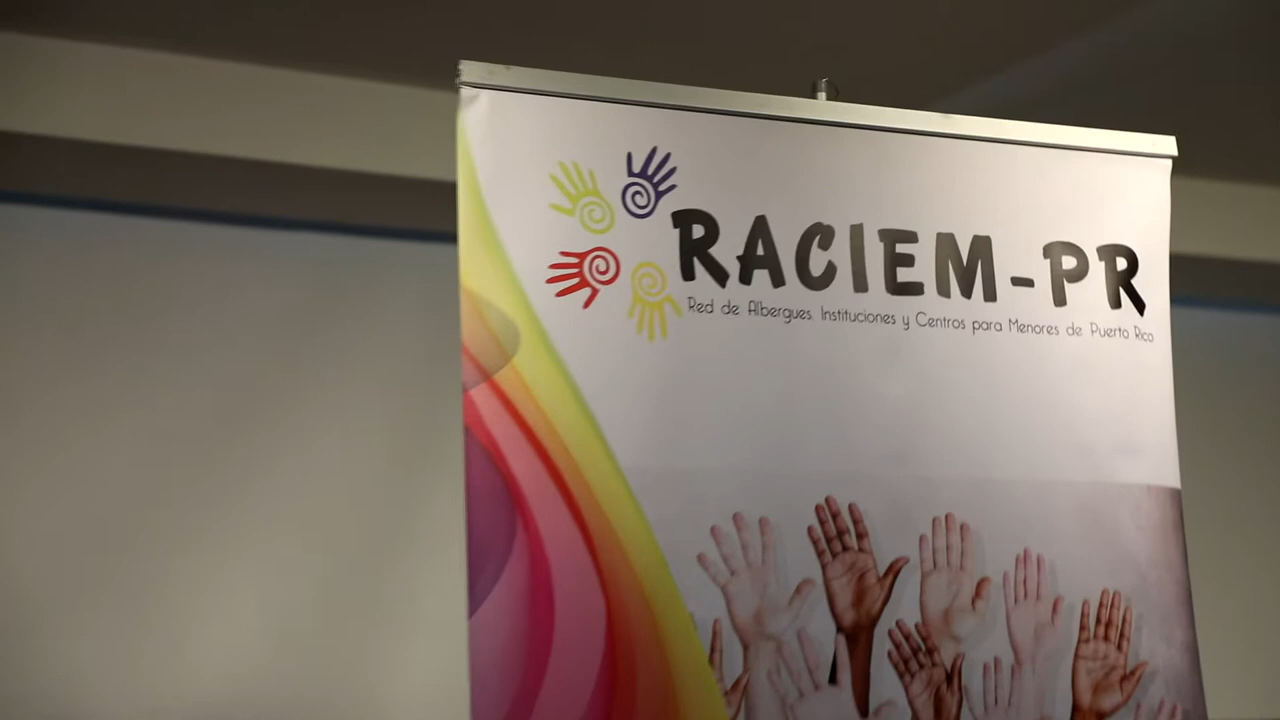 RACIEM-PR
Red de Albergues, Instituciones y Centros para Menores de Puerto Rico